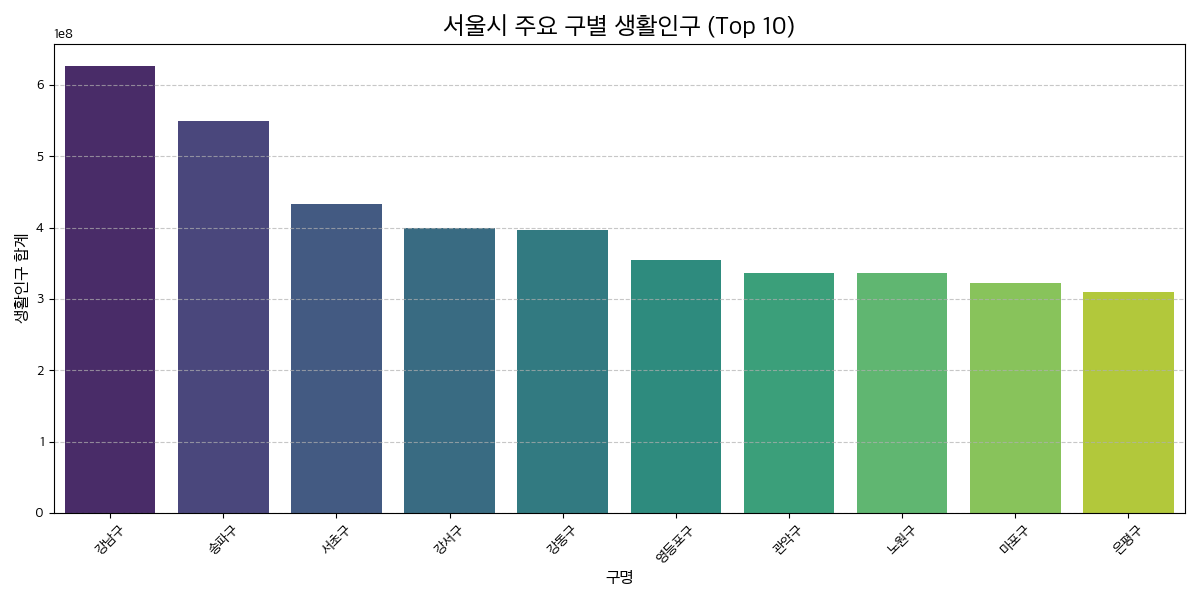 서울시 주요 구별 생활인구 (Top 10)
1e8
6
5
4
3
2
1
0
생활인구 합계
강남구
송파구
서초구
강서구
강동구
영등포구
관악구
노원구
마포구
은평구
구명